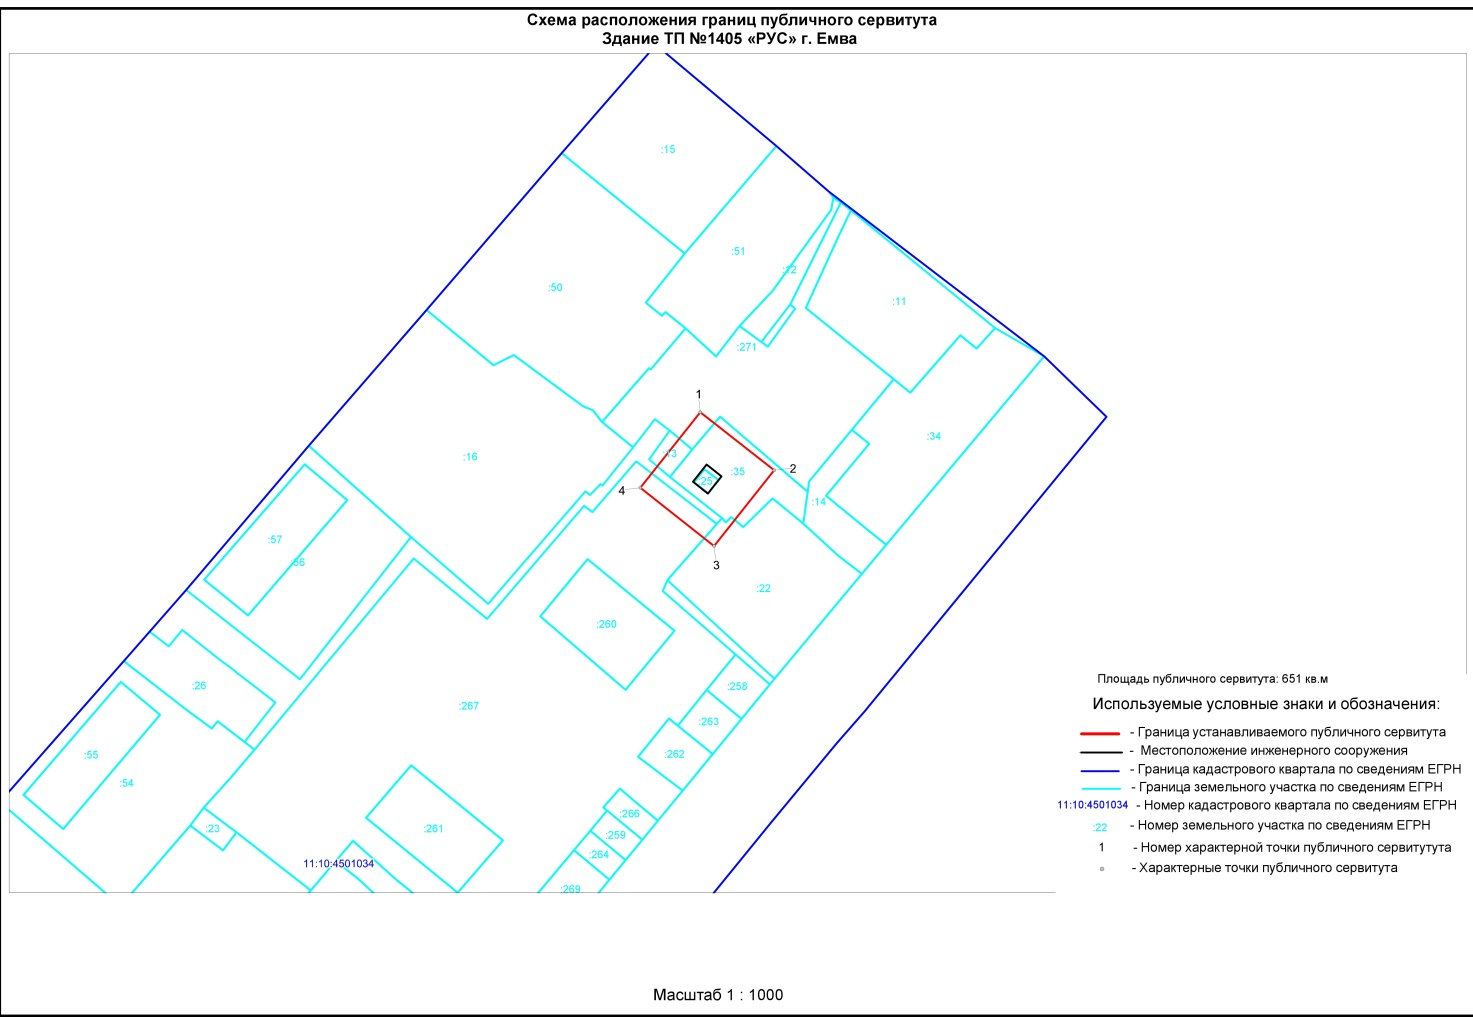 Схема расположения границ публичного сервитута
Здание ТП №1405 «РУС» г. Емва
:15
:51
:12
:50
:11
:271
1
:34
:13
:16
:35
2
:25
4
:14
:57
:56
3
:22
:260
:26
:258
:267
:263
:55
:262
:54
:266
:23
:261
:259
:264
11:10:4501034
:269
Площадь публичного сервитута: 651 кв.м
Используемые условные знаки и обозначения:
- Граница устанавливаемого публичного сервитута
- Местоположение инженерного сооружения
- Граница кадастрового квартала по сведениям ЕГРН
- Граница земельного участка по сведениям ЕГРН
11:10:4501034 - Номер кадастрового квартала по сведениям ЕГРН
:22 - Номер земельного участка по сведениям ЕГРН
1 - Номер характерной точки публичного сервитутута
- Характерные точки публичного сервитута
Масштаб 1 : 1000